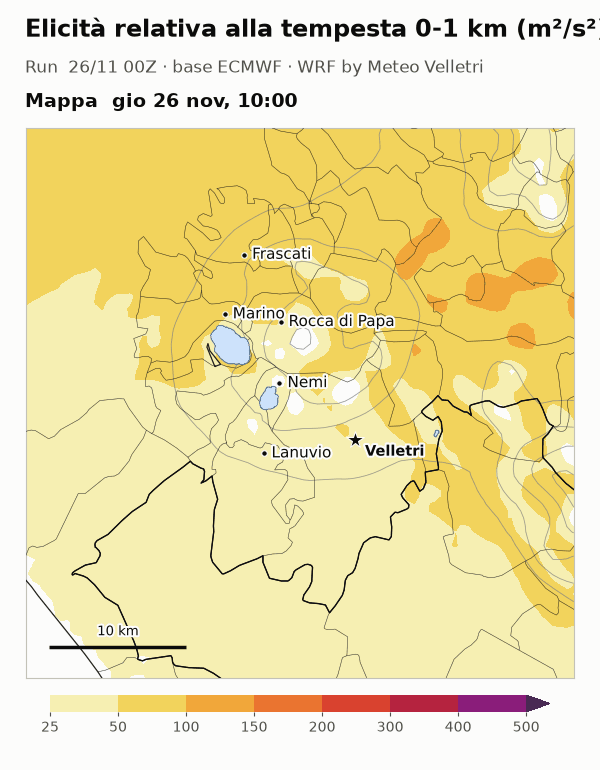 Elicità relativa alla tempesta 0-1 km (m²/s²)
Run  26/11 00Z · base ECMWF · WRF by Meteo Velletri
Mappa  gio 26 nov, 10:00
Frascati
Marino
Rocca di Papa
Nemi
Velletri
Lanuvio
10 km
25 50 100 150 200 300 400 500